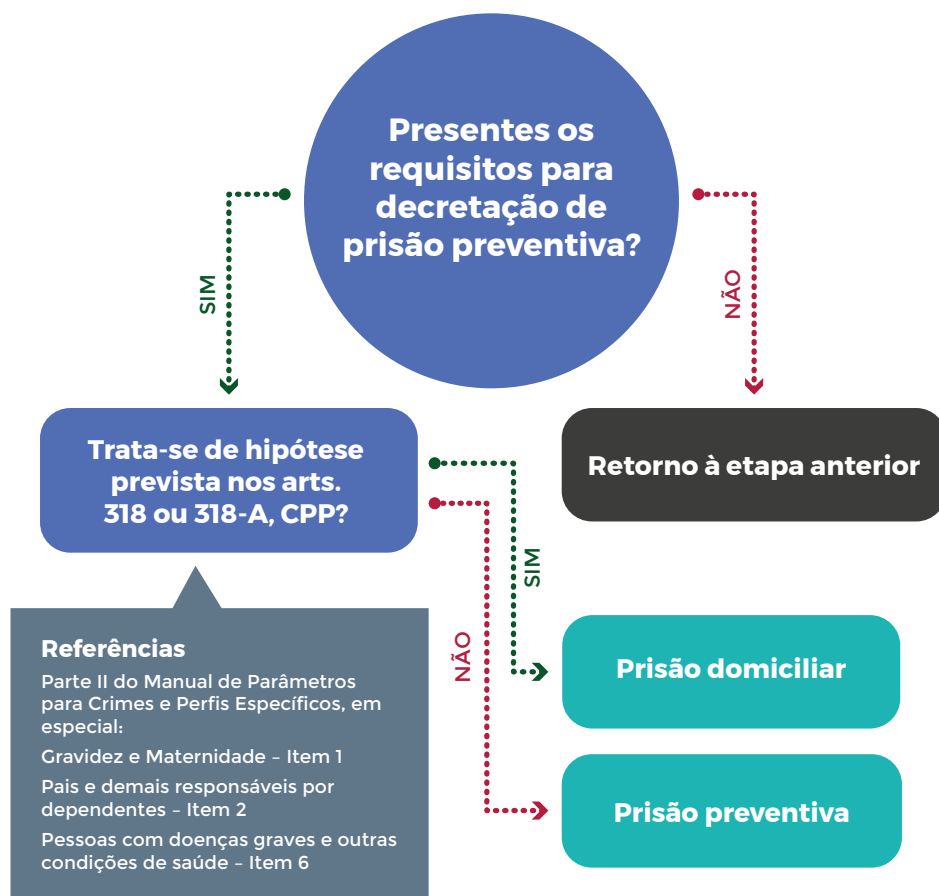 Presentes os
requisitos para
decretação de
prisão preventiva?
SIM
NÃO
Trata-se de hipótese
prevista nos arts.
318 ou 318-A, CPP?
Retorno à etapa anterior
SIM
NÃO
Referências
Parte II do Manual de Parâmetros
para Crimes e Perfis Específicos, em
especial:
Gravidez e Maternidade – Item 1
Pais e demais responsáveis por
dependentes – Item 2
Pessoas com doenças graves e outras
condições de saúde – Item 6
Prisão domiciliar
Prisão preventiva